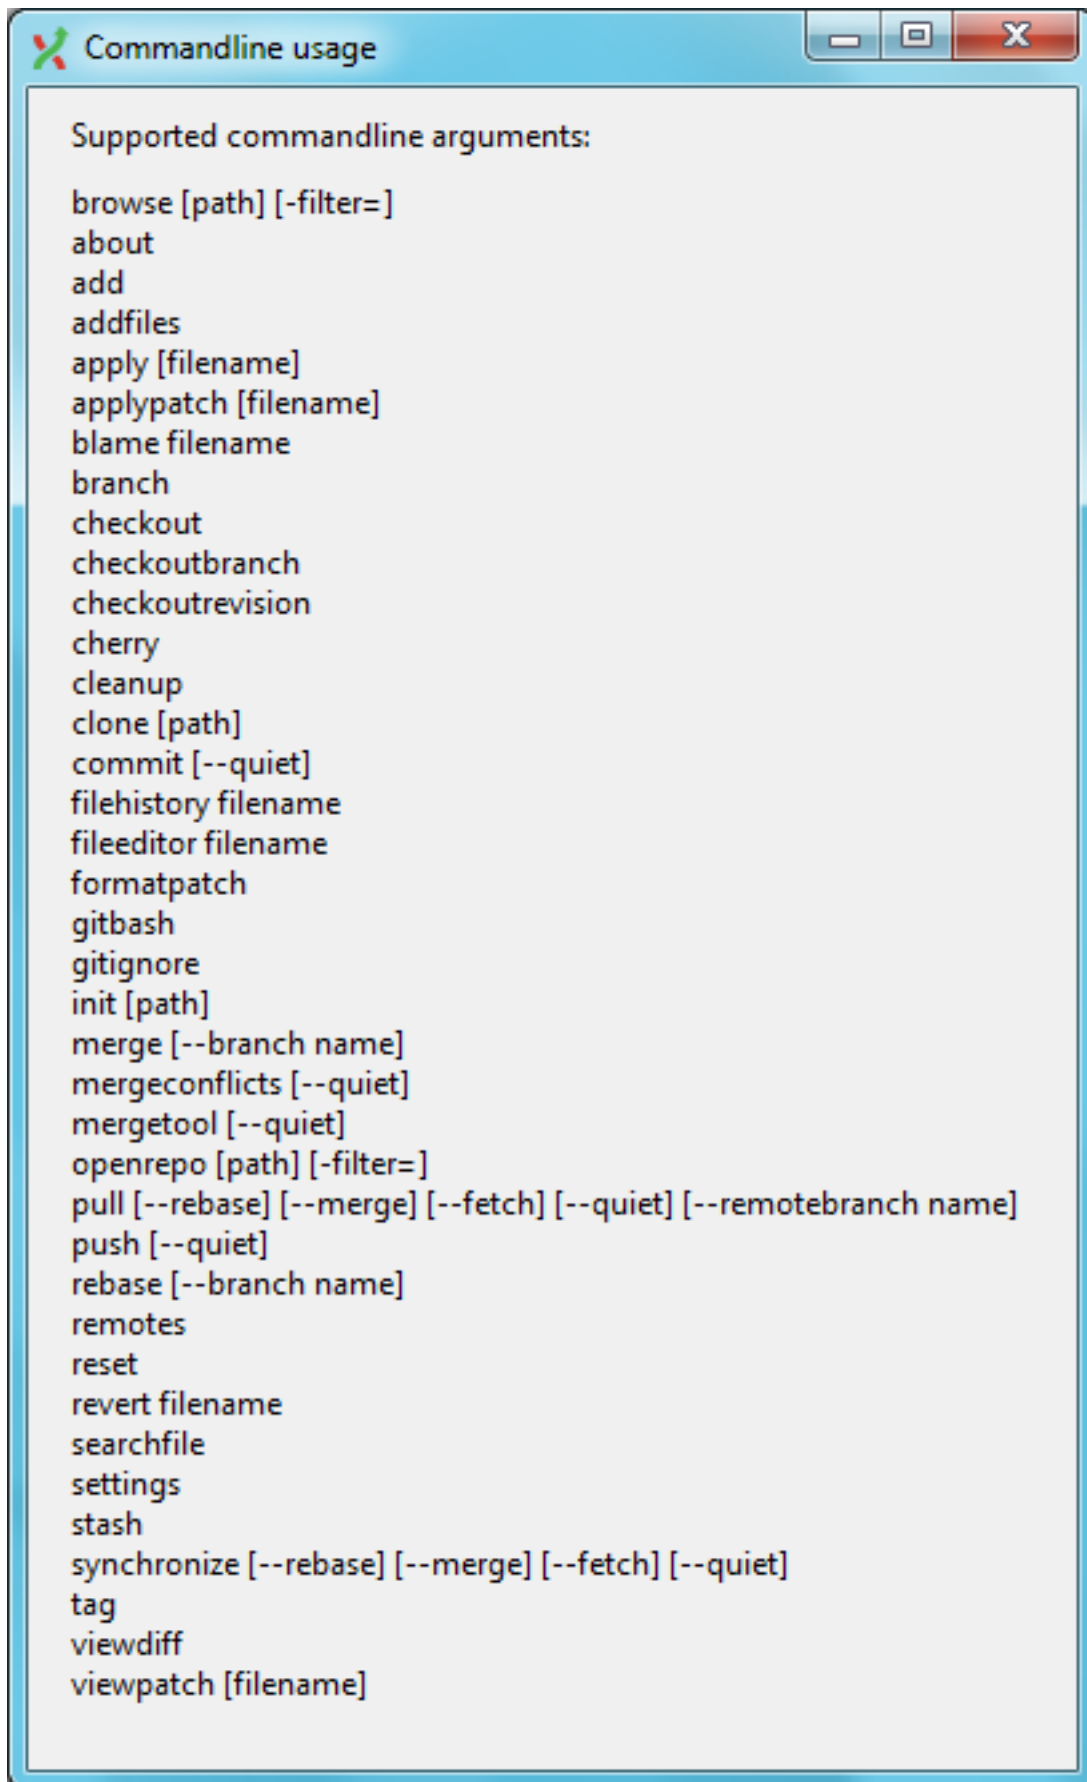 Commandline usage
Supported commandline arguments:
browse [path] [-filter=]
about
add
addfiles
apply [filename]
applypatch [filename]
blame filename
branch
checkout
checkoutbranch
checkoutrevision
cherry
cleanup
clone [path]
commit [--quiet]
filehistory filename
fileeditor filename
formatpatch
gitbash
gitignore
init [path]
merge [--branch name]
mergeconflicts [--quiet]
mergetool [--quiet]
openrepo [path] [-filter=]
pull [--rebase] [--merge] [--fetch] [--quiet] [--remotebranch name]
push [--quiet]
rebase [--branch name]
remotes
reset
revert filename
searchfile
settings
stash
synchronize [--rebase] [--merge] [--fetch] [--quiet]
tag
viewdiff
viewpatch [filename]